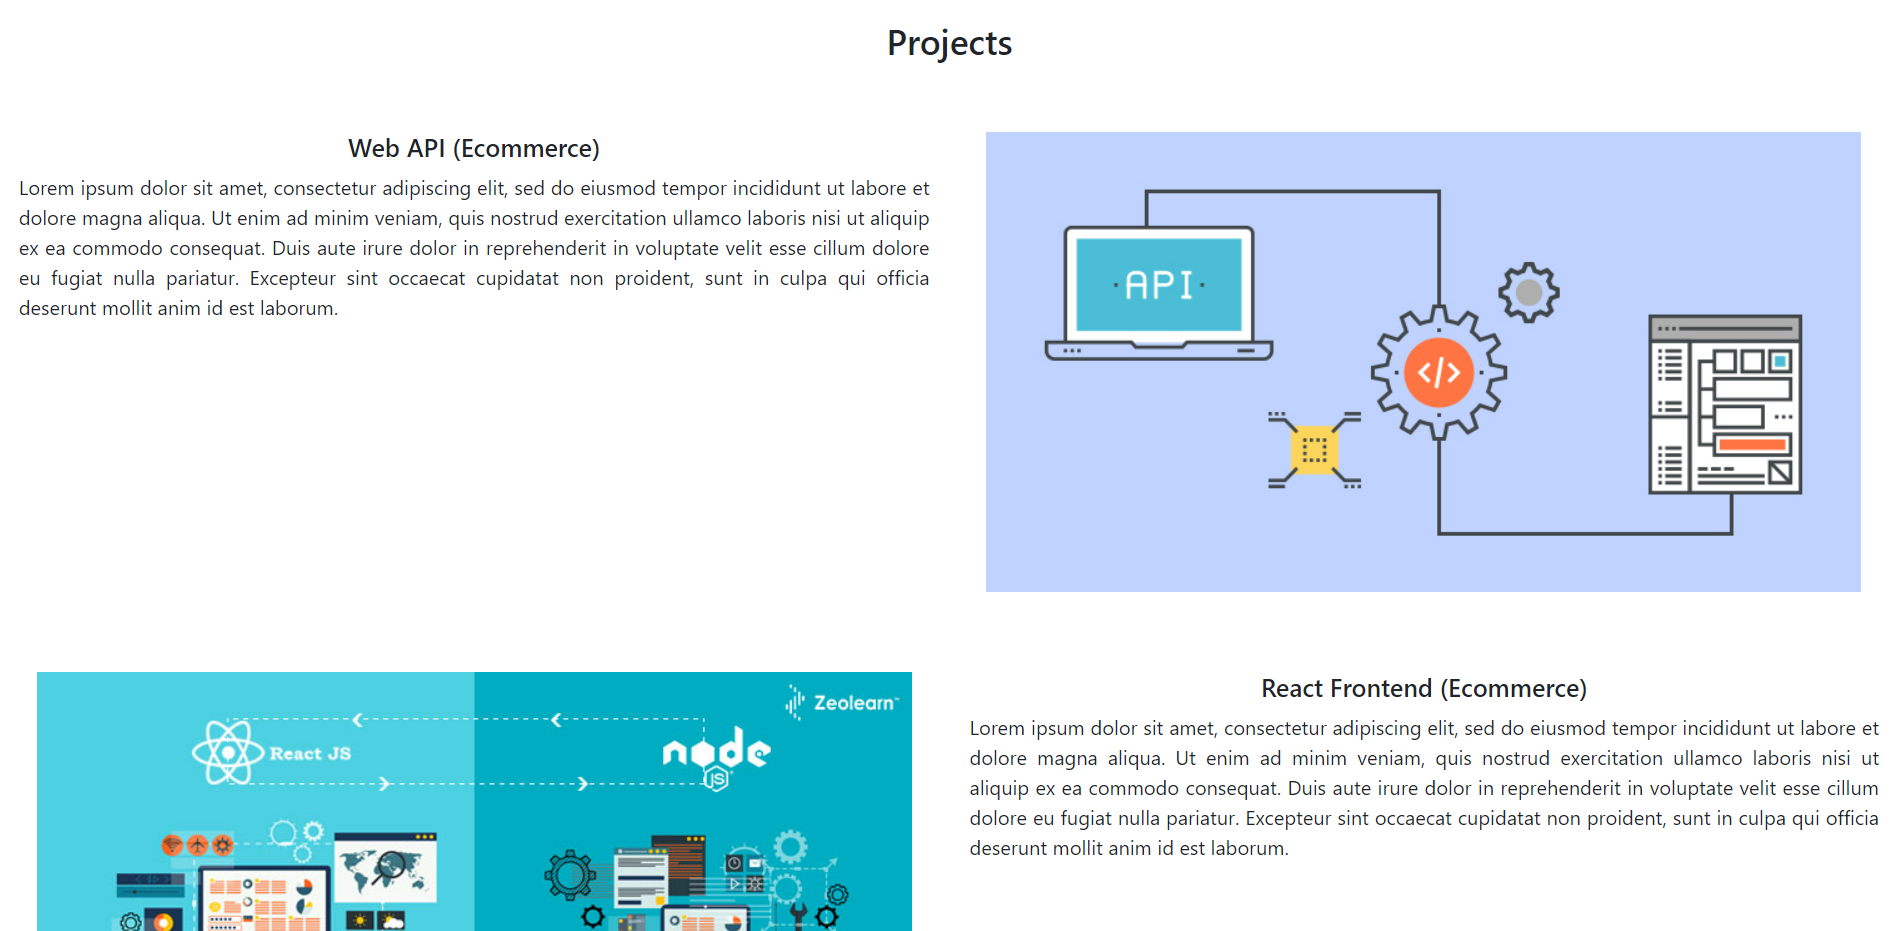 Projects
Web API (Ecommerce)
Lorem ipsum dolor sit amet, consectetur adipiscing elit, sed do eiusmod tempor incididunt ut labore et
dolore magna aliqua. Ut enim ad minim veniam, quis nostrud exercitation ullamco laboris nisi ut aliquip
ex ea commodo consequat. Duis aute irure dolor in reprehenderit in voluptate velit esse cillum dolore
eu fugiat nulla pariatur. Excepteur sint occaecat cupidatat non proident, sunt in culpa qui officia
deserunt mollit anim id est laborum.
· API ·
</>
Zeolearn™
React JS
node
JS
React Frontend (Ecommerce)
Lorem ipsum dolor sit amet, consectetur adipiscing elit, sed do eiusmod tempor incididunt ut labore et
dolore magna aliqua. Ut enim ad minim veniam, quis nostrud exercitation ullamco laboris nisi ut
aliquip ex ea commodo consequat. Duis aute irure dolor in reprehenderit in voluptate velit esse cillum
dolore eu fugiat nulla pariatur. Excepteur sint occaecat cupidatat non proident, sunt in culpa qui officia
deserunt mollit anim id est laborum.